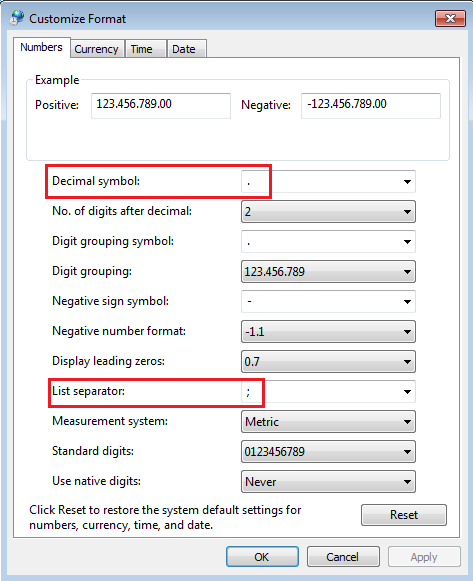 Customize Format
Numbers Currency Time Date
Example
Positive: 123.456.789.00 Negative: -123.456.789.00
Decimal symbol: .
No. of digits after decimal: 2
Digit grouping symbol: .
Digit grouping: 123.456.789
Negative sign symbol: -
Negative number format: -1.1
Display leading zeros: 0.7
List separator: ;
Measurement system: Metric
Standard digits: 0123456789
Use native digits: Never
Click Reset to restore the system default settings for
numbers, currency, time, and date.
Reset
OK Cancel Apply